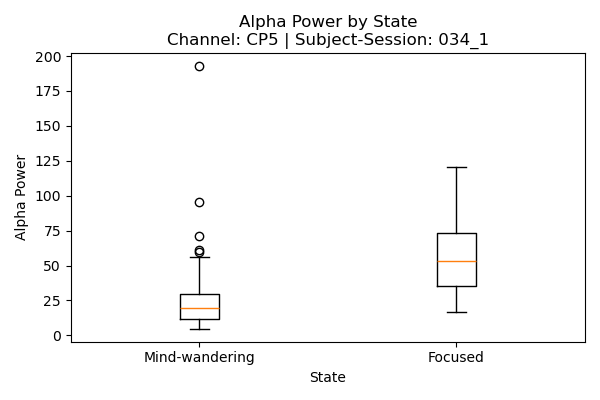 Alpha Power by State
Channel: CP5 | Subject-Session: 034_1
Alpha Power
200
175
150
125
100
75
50
25
0
Mind-wandering
Focused
State